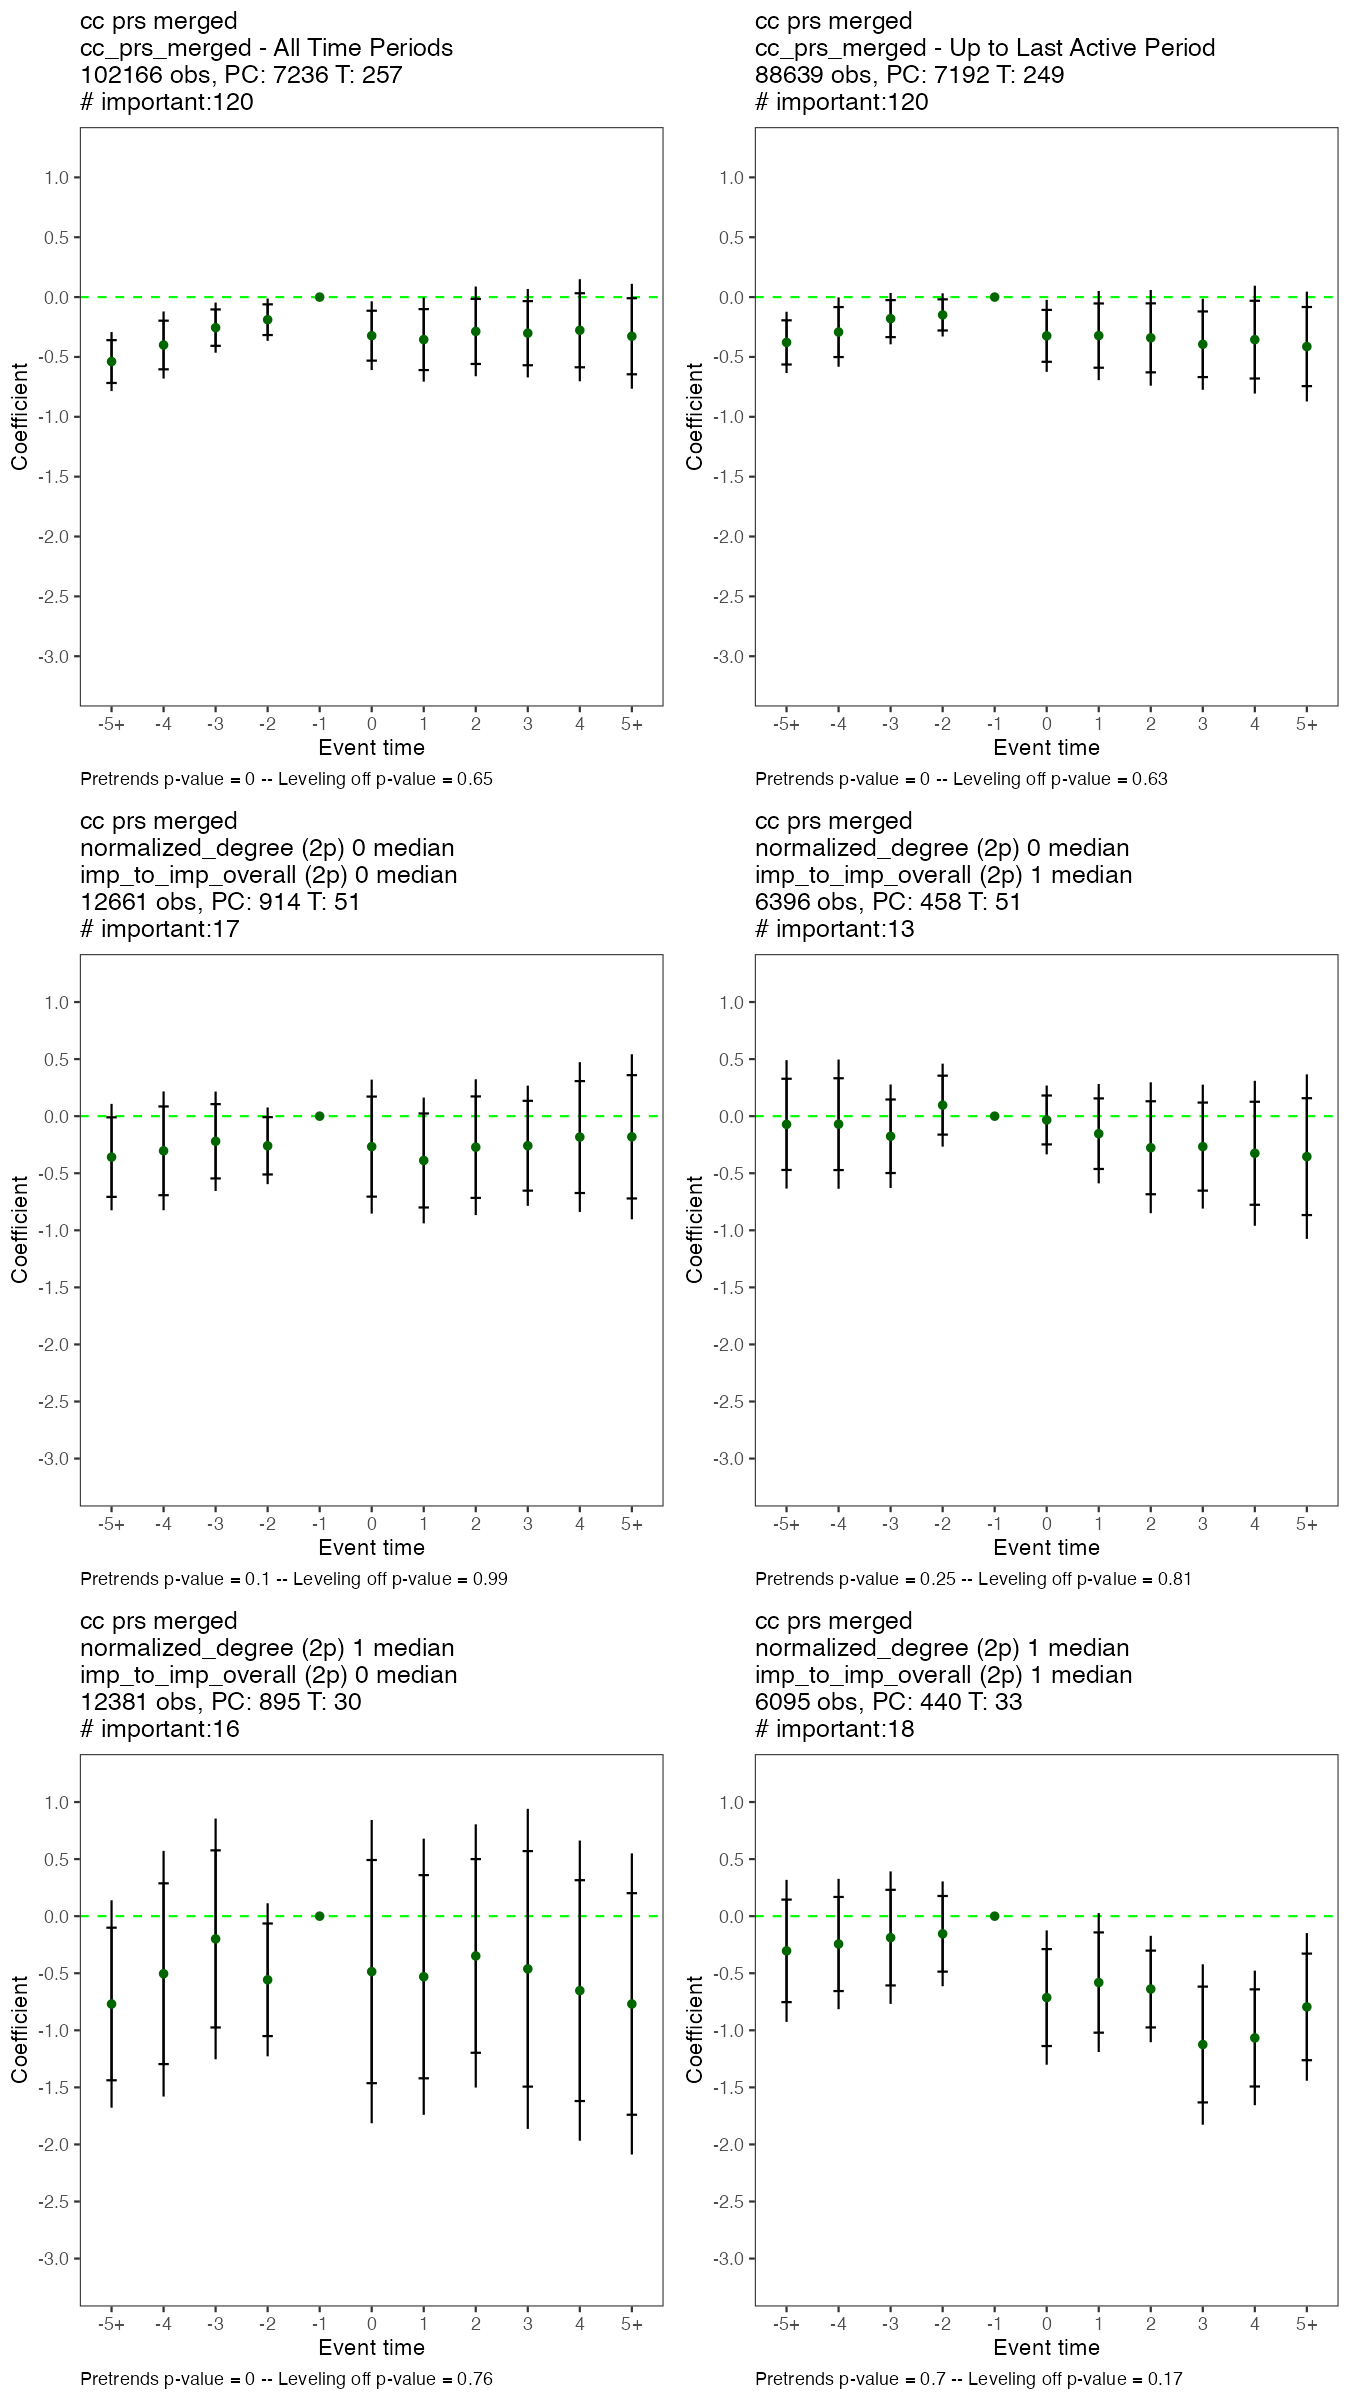 cc prs merged
cc_prs_merged - All Time Periods
102166 obs, PC: 7236 T: 257
# important:120
1.0
0.5
0.0
-0.5
-1.0
-1.5
-2.0
-2.5
-3.0
Coefficient
-5+ -4 -3 -2 -1 0 1 2 3 4 5+
Event time
Pretrends p-value = 0 -- Leveling off p-value = 0.65
cc prs merged
cc_prs_merged - Up to Last Active Period
88639 obs, PC: 7192 T: 249
# important:120
1.0
0.5
0.0
-0.5
-1.0
-1.5
-2.0
-2.5
-3.0
Coefficient
-5+ -4 -3 -2 -1 0 1 2 3 4 5+
Event time
Pretrends p-value = 0 -- Leveling off p-value = 0.63
cc prs merged
normalized_degree (2p) 0 median
imp_to_imp_overall (2p) 0 median
12661 obs, PC: 914 T: 51
# important:17
1.0
0.5
0.0
-0.5
-1.0
-1.5
-2.0
-2.5
-3.0
Coefficient
-5+ -4 -3 -2 -1 0 1 2 3 4 5+
Event time
Pretrends p-value = 0.1 -- Leveling off p-value = 0.99
cc prs merged
normalized_degree (2p) 0 median
imp_to_imp_overall (2p) 1 median
6396 obs, PC: 458 T: 51
# important:13
1.0
0.5
0.0
-0.5
-1.0
-1.5
-2.0
-2.5
-3.0
Coefficient
-5+ -4 -3 -2 -1 0 1 2 3 4 5+
Event time
Pretrends p-value = 0.25 -- Leveling off p-value = 0.81
cc prs merged
normalized_degree (2p) 1 median
imp_to_imp_overall (2p) 0 median
12381 obs, PC: 895 T: 30
# important:16
1.0
0.5
0.0
-0.5
-1.0
-1.5
-2.0
-2.5
-3.0
Coefficient
-5+ -4 -3 -2 -1 0 1 2 3 4 5+
Event time
Pretrends p-value = 0 -- Leveling off p-value = 0.76
cc prs merged
normalized_degree (2p) 1 median
imp_to_imp_overall (2p) 1 median
6095 obs, PC: 440 T: 33
# important:18
1.0
0.5
0.0
-0.5
-1.0
-1.5
-2.0
-2.5
-3.0
Coefficient
-5+ -4 -3 -2 -1 0 1 2 3 4 5+
Event time
Pretrends p-value = 0.7 -- Leveling off p-value = 0.17